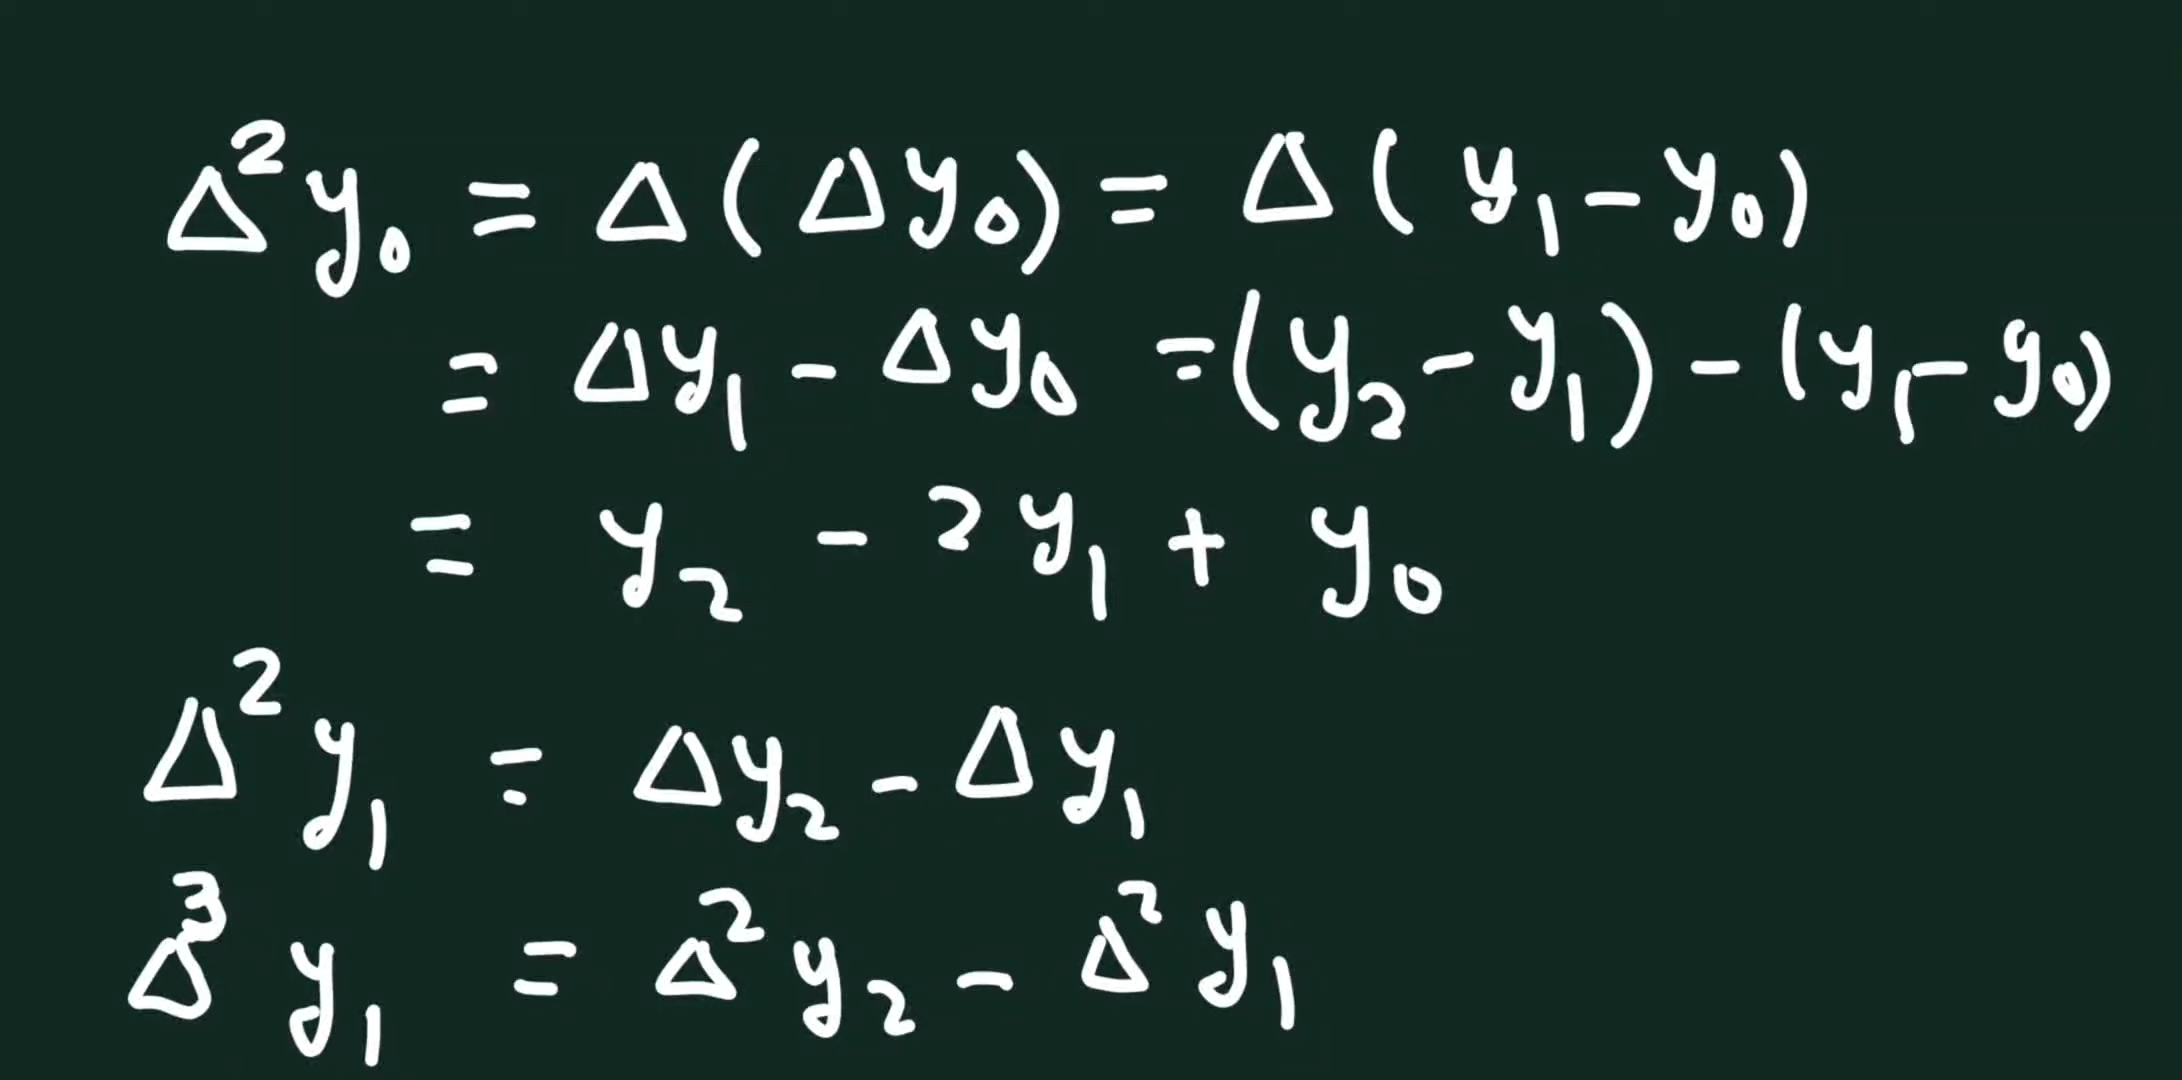 Δ²y₀ = Δ(Δy₀) = Δ(y₁-y₀)
= Δy₁ - Δy₀ = (y₂-y₁) - (y₁-y₀)
= y₂ - 2y₁ + y₀
Δ²y₁ = Δy₂ - Δy₁
Δ³y₁ = Δ²y₂ - Δ²y₁